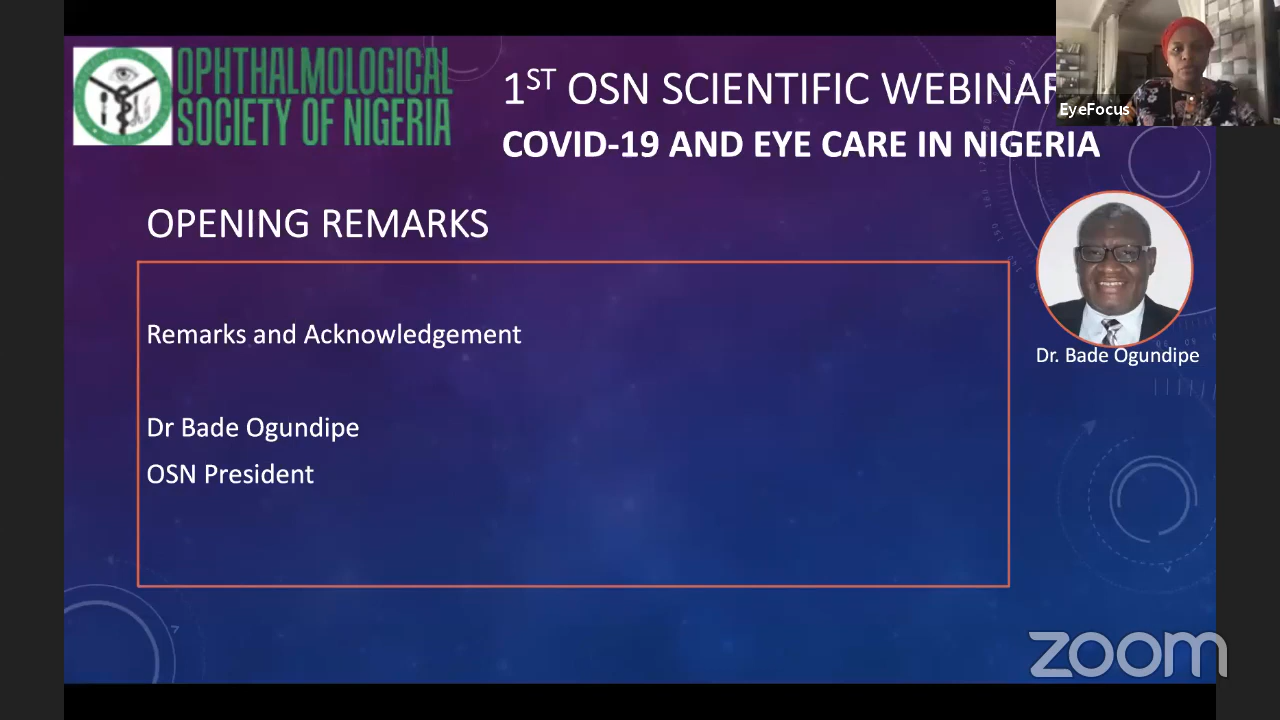 OPHTHALMOLOGICAL
SOCIETY OF NIGERIA
1ST OSN SCIENTIFIC WEBINAR
COVID-19 AND EYE CARE IN NIGERIA
EyeFocus
OPENING REMARKS
Remarks and Acknowledgement
Dr Bade Ogundipe
OSN President
Dr. Bade Ogundipe
zoom